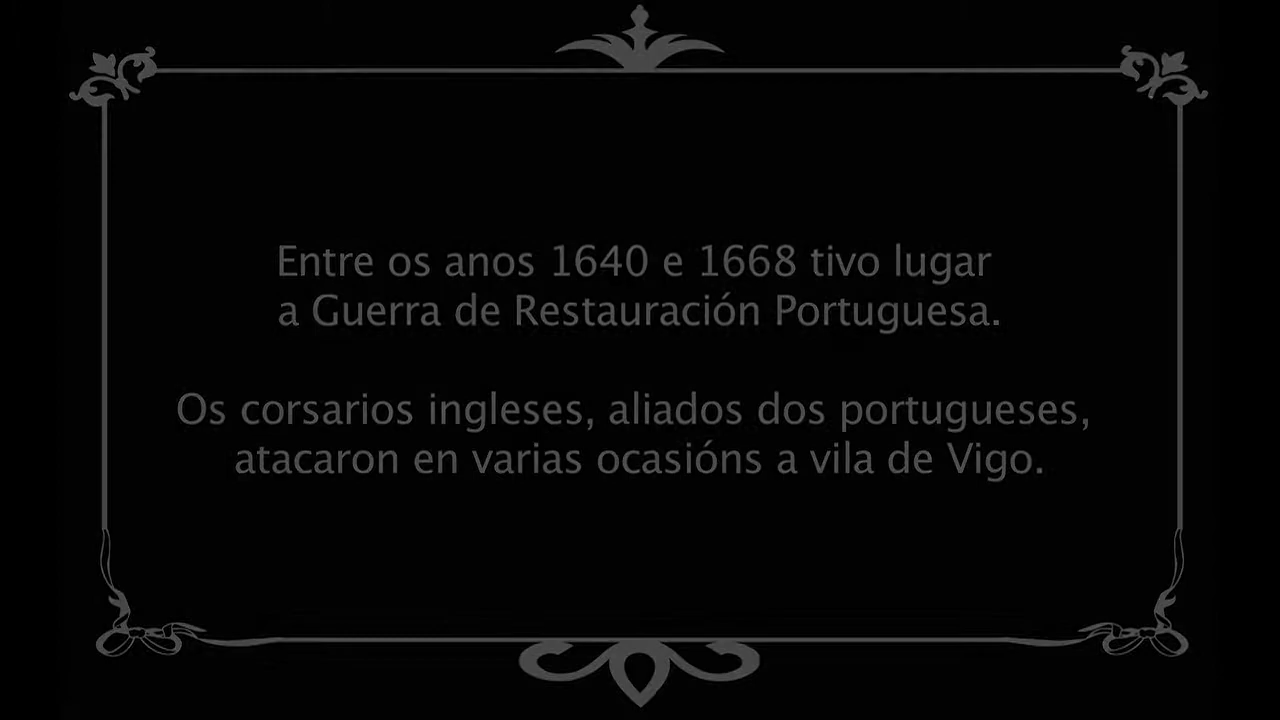 Entre os anos 1640 e 1668 tivo lugar
a Guerra de Restauración Portuguesa.
Os corsarios ingleses, aliados dos portugueses,
atacaron en varias ocasións a vila de Vigo.